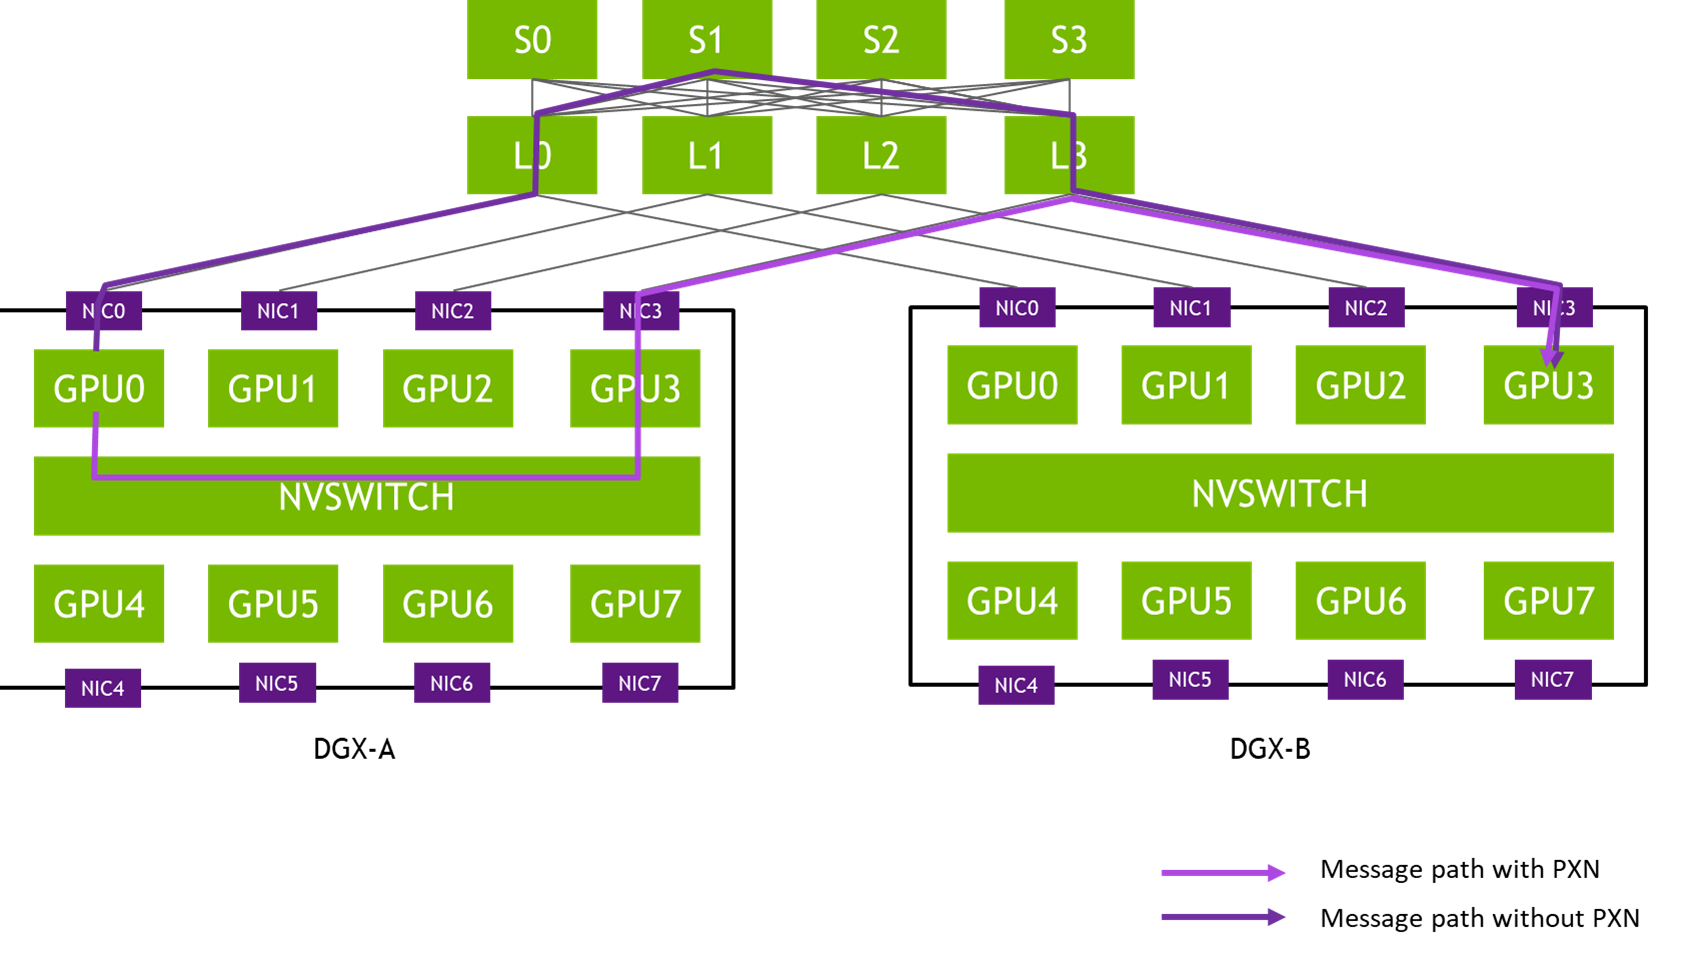 S0 S1 S2 S3
L0 L1 L2 L3
NIC0 NIC1 NIC2 NIC3
GPU0 GPU1 GPU2 GPU3
NVSWITCH
GPU4 GPU5 GPU6 GPU7
NIC4 NIC5 NIC6 NIC7
DGX-A
NIC0 NIC1 NIC2 NIC3
GPU0 GPU1 GPU2 GPU3
NVSWITCH
GPU4 GPU5 GPU6 GPU7
NIC4 NIC5 NIC6 NIC7
DGX-B
Message path with PXN
Message path without PXN